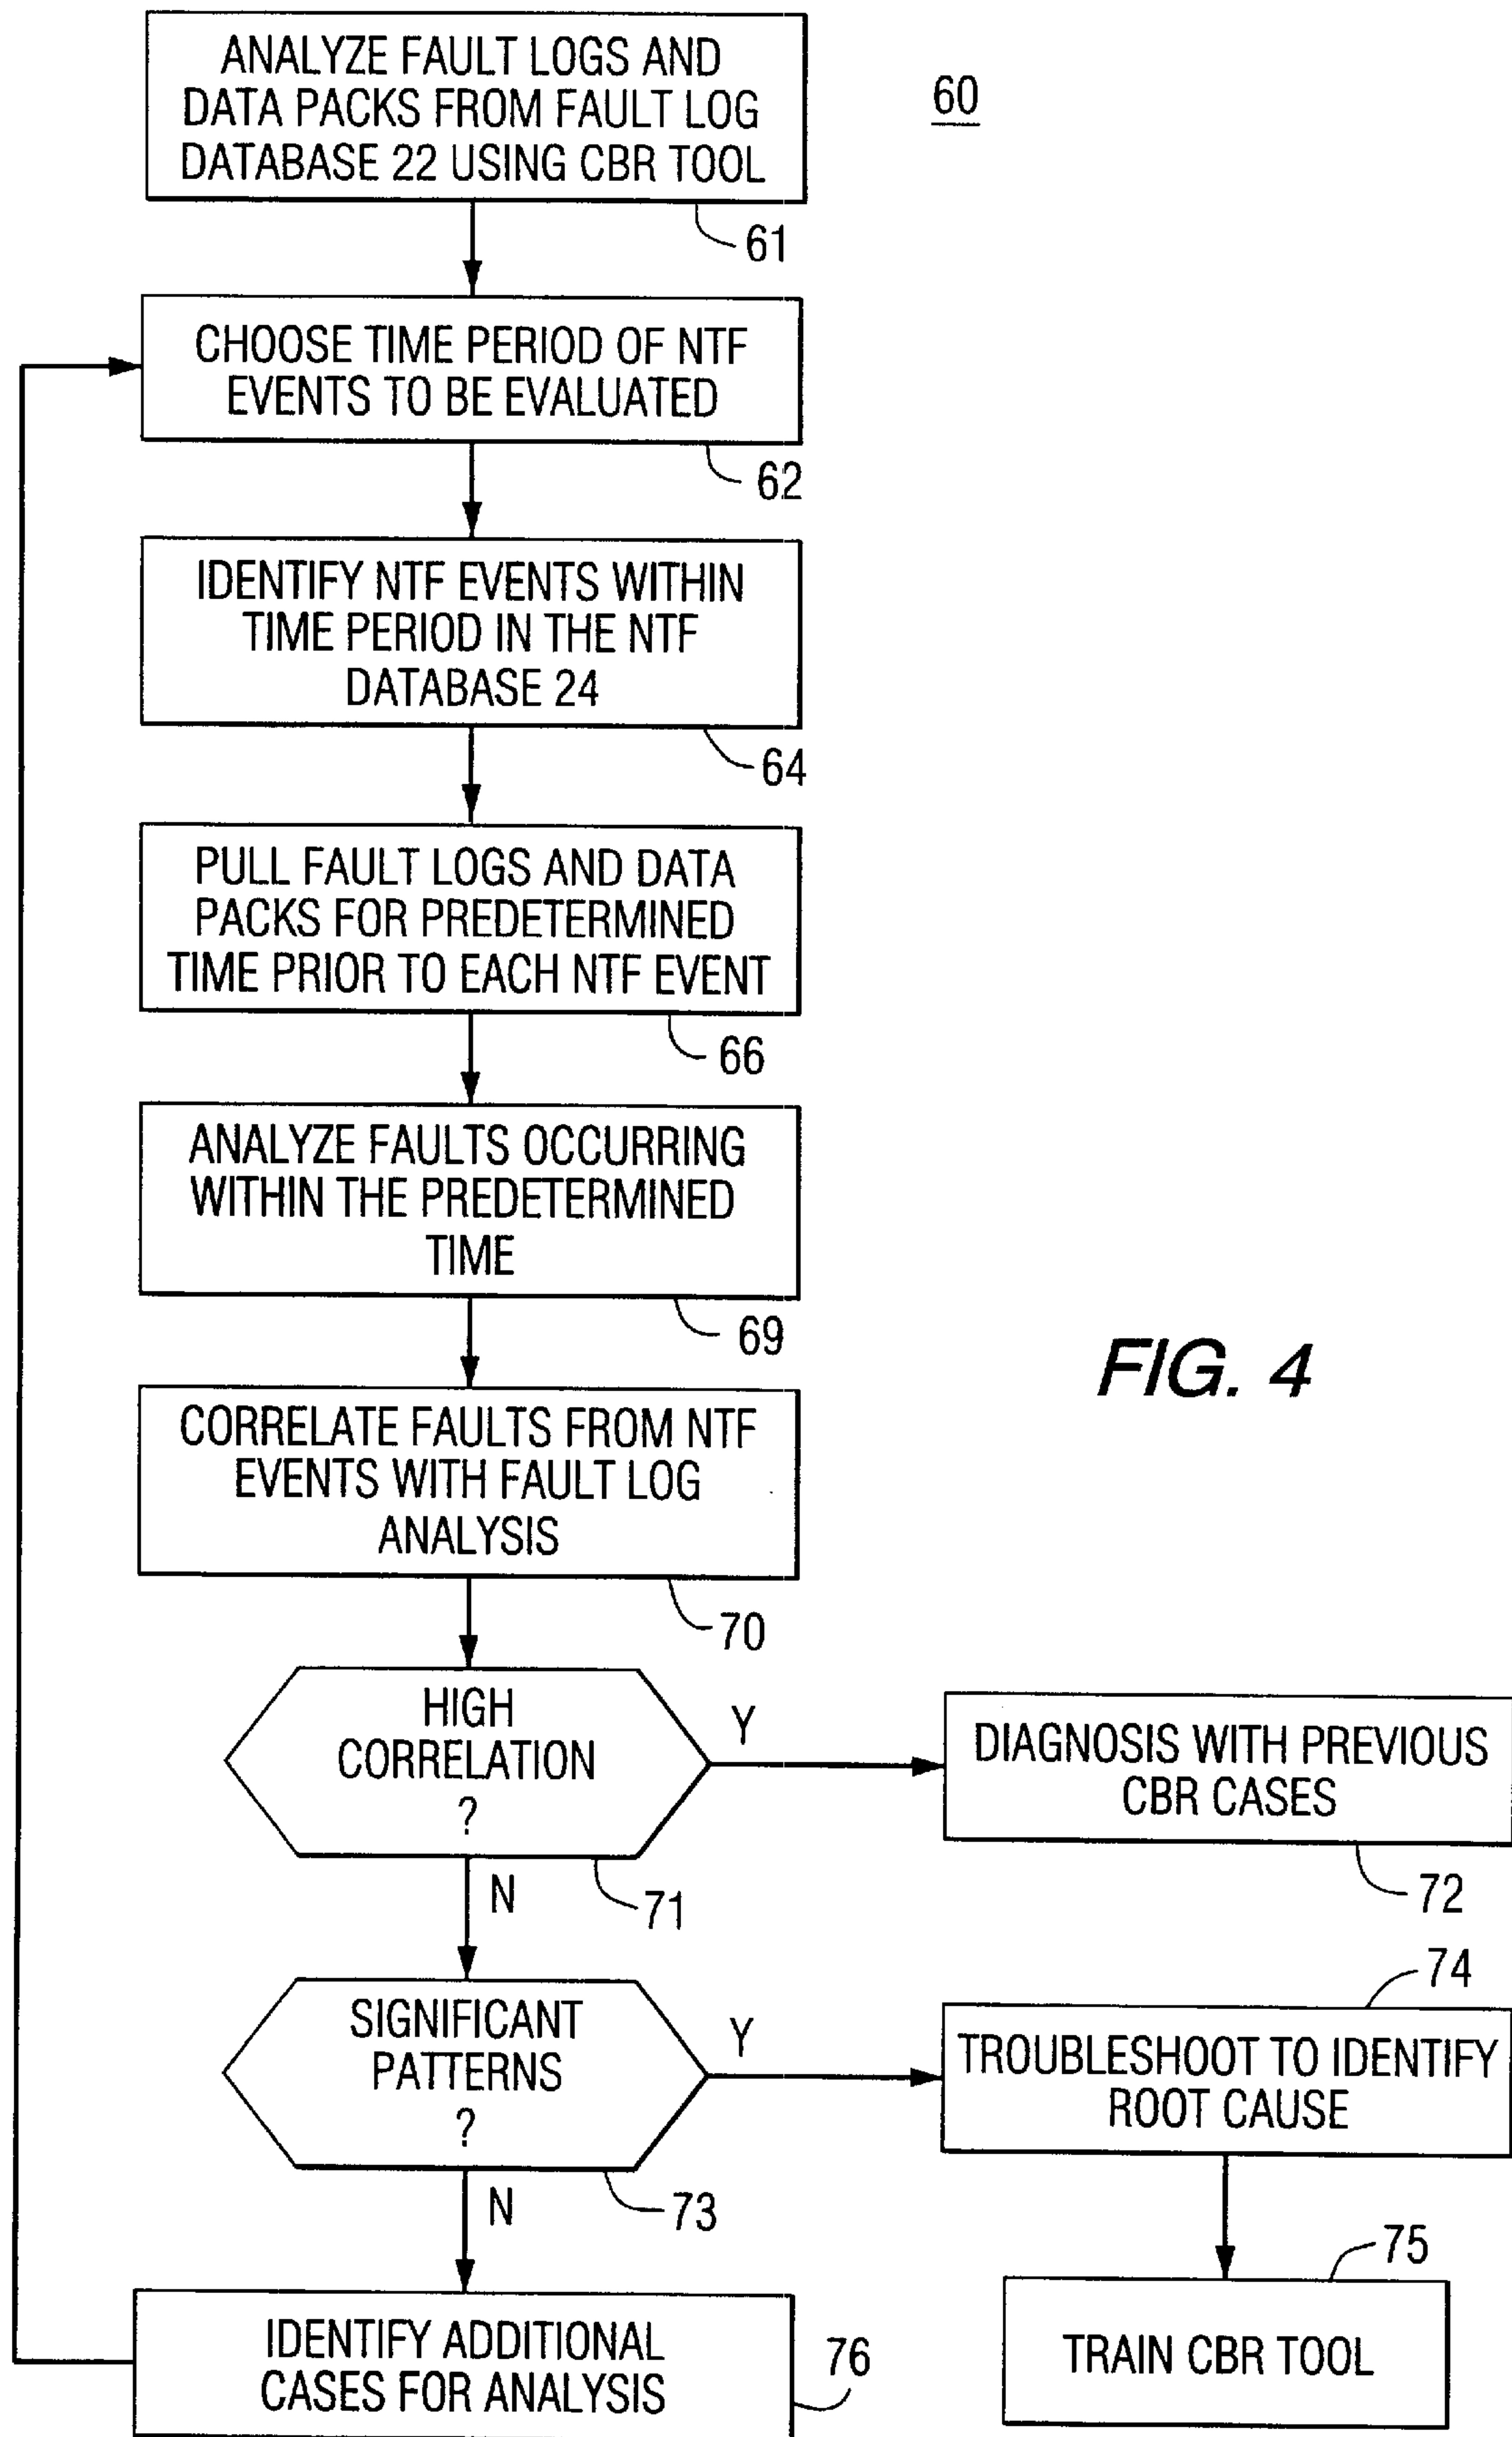 ANALYZE FAULT LOGS AND
DATA PACKS FROM FAULT LOG
DATABASE 22 USING CBR TOOL
61
60
CHOOSE TIME PERIOD OF NTF
EVENTS TO BE EVALUATED
62
IDENTIFY NTF EVENTS WITHIN
TIME PERIOD IN THE NTF
DATABASE 24
64
PULL FAULT LOGS AND DATA
PACKS FOR PREDETERMINED
TIME PRIOR TO EACH NTF EVENT
66
ANALYZE FAULTS OCCURRING
WITHIN THE PREDETERMINED
TIME
69
FIG. 4
CORRELATE FAULTS FROM NTF
EVENTS WITH FAULT LOG
ANALYSIS
70
HIGH
CORRELATION
?
71
Y
N
DIAGNOSIS WITH PREVIOUS
CBR CASES
72
SIGNIFICANT
PATTERNS
?
73
Y
N
74
TROUBLESHOOT TO IDENTIFY
ROOT CAUSE
75
TRAIN CBR TOOL
IDENTIFY ADDITIONAL
CASES FOR ANALYSIS
76